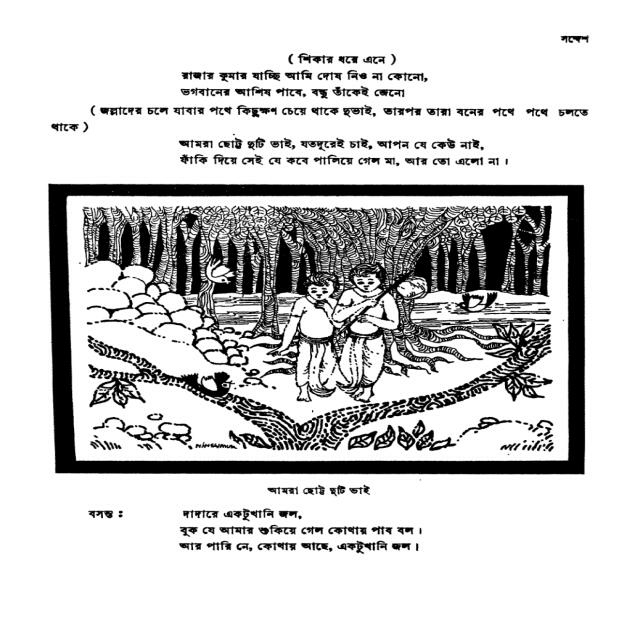 সন্দেশ
( শিকার ধরে এনে )
রাজার কুমার যাচ্ছি আমি দোষ নিও না কোনো,
ভগবানের আশিষ পাবে, বন্ধু তাঁকেই জেনো
( জল্লাদের চলে যাবার পথে কিছুক্ষণ চেয়ে থাকে দুভাই, তারপর তারা বনের পথে পথে চলতে
থাকে )
আমরা ছোট্ট দুটি ভাই, যতদূরেই চাই, আপন যে কেউ নাই,
ফাঁকি দিয়ে সেই যে কবে পালিয়ে গেল মা, আর তো এলো না ।
আমরা ছোট্ট দুটি ভাই
বসন্ত : দাদারে একটুখানি জল,
বুক যে আমার শুকিয়ে গেল কোথায় পাব বল ।
আর পারি নে, কোথায় আছে, একটুখানি জল ।